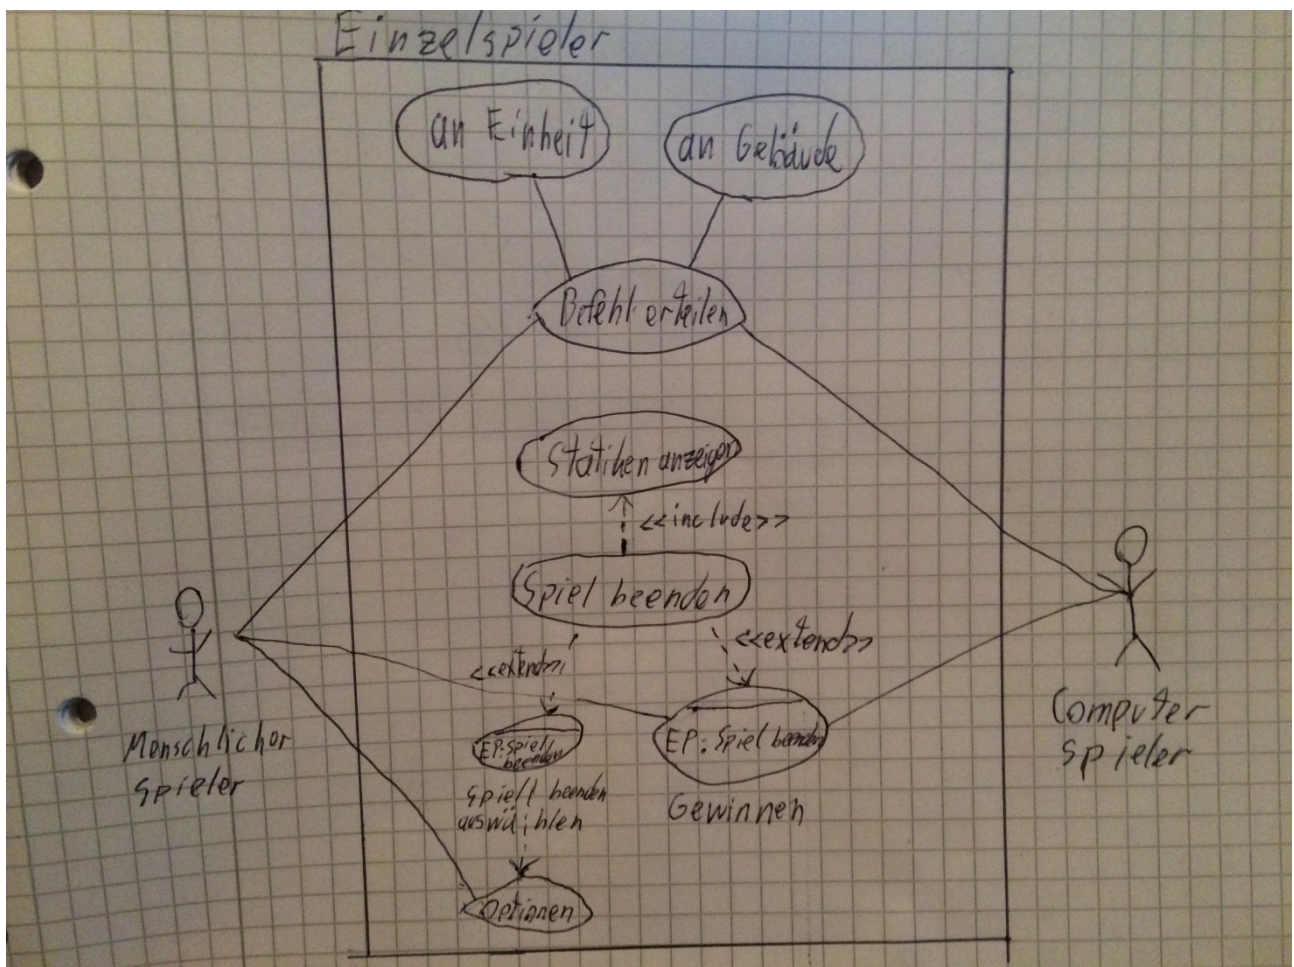 Einzelspieler
an Einheit
an Gebäude
Befehl erteilen
Statiken anzeigen
<<include>>
Spiel beenden
<<extend>>
<<extend>>
EP: Spiel
beenden
EP: Spiel beenden
Spiell beenden
auswählen
Gewinnen
Menschlicher
Spieler
Computer
Spieler
Optionen